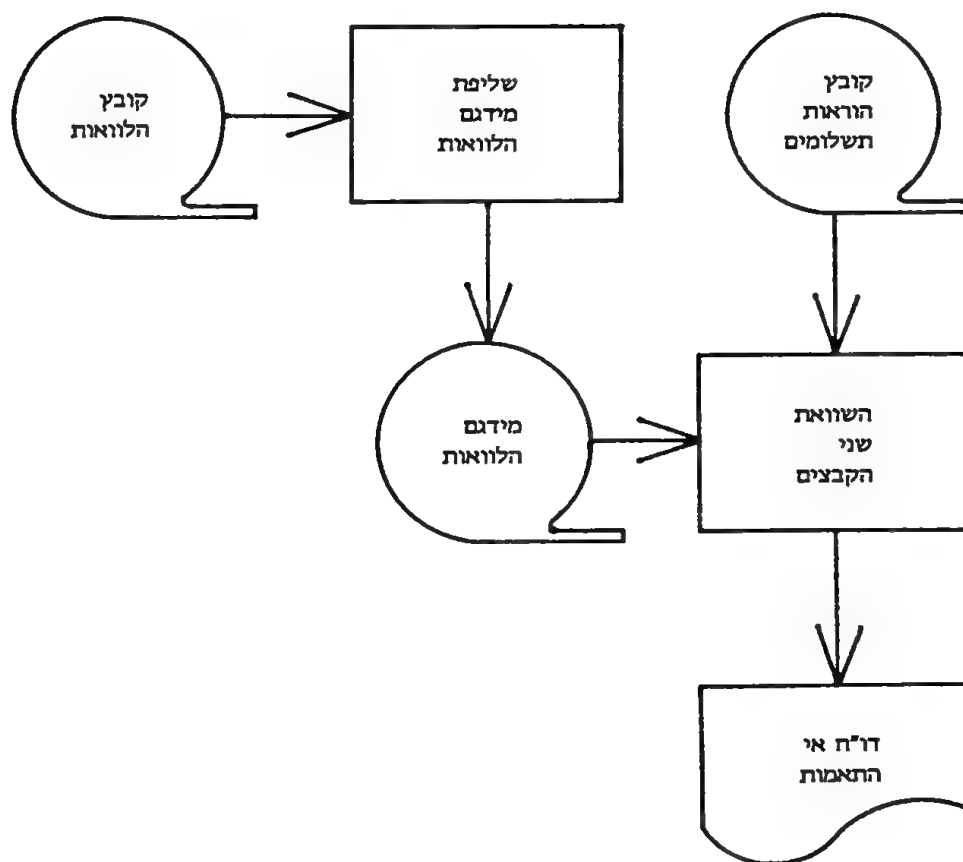 קובץ
הלוואות
שליפת
מידגם
הלוואות
קובץ
הוראות
תשלומים
מידגם
הלוואות
השוואת
שני
הקבצים
דו"ח אי
התאמות